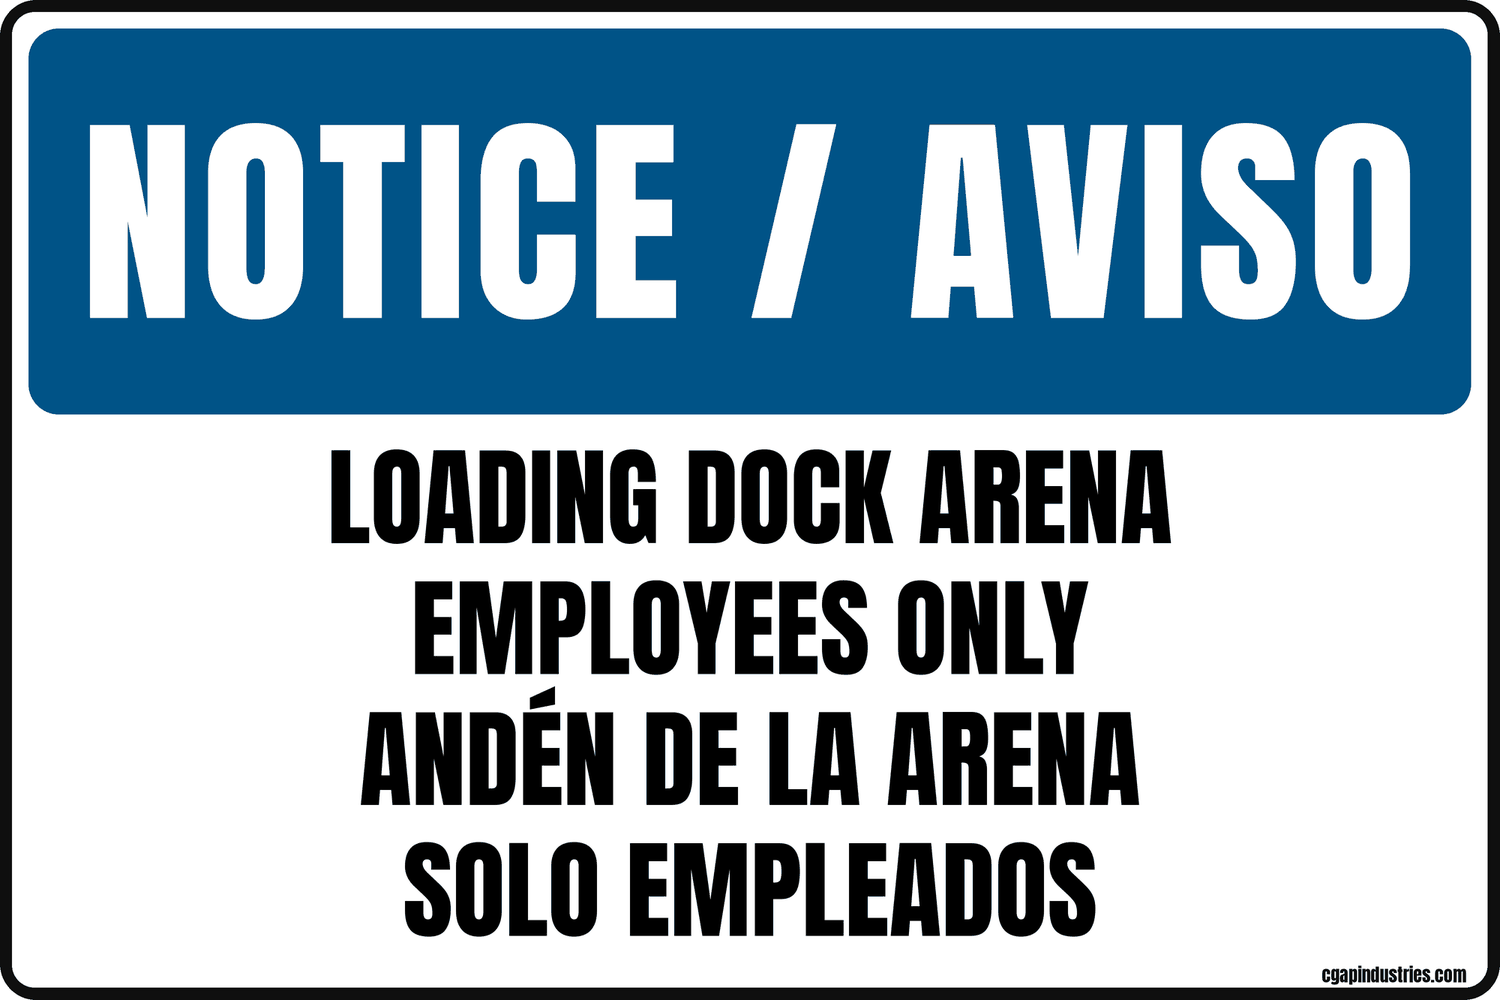 NOTICE / AVISO
LOADING DOCK ARENA
EMPLOYEES ONLY
ANDÉN DE LA ARENA
SOLO EMPLEADOS
cgapindustries.com